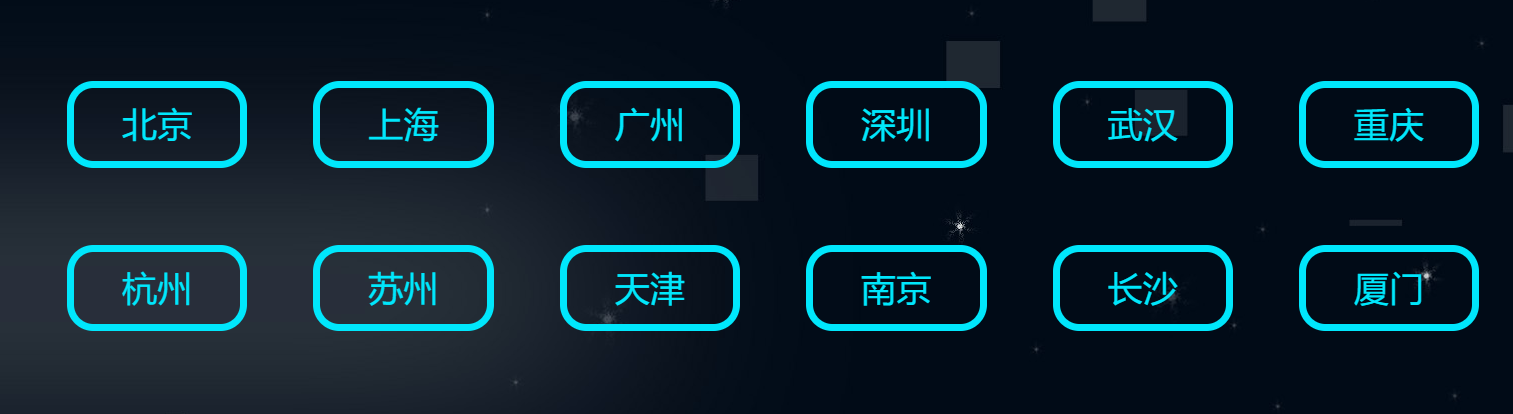 北京 上海 广州 深圳 武汉 重庆
杭州 苏州 天津 南京 长沙 厦门